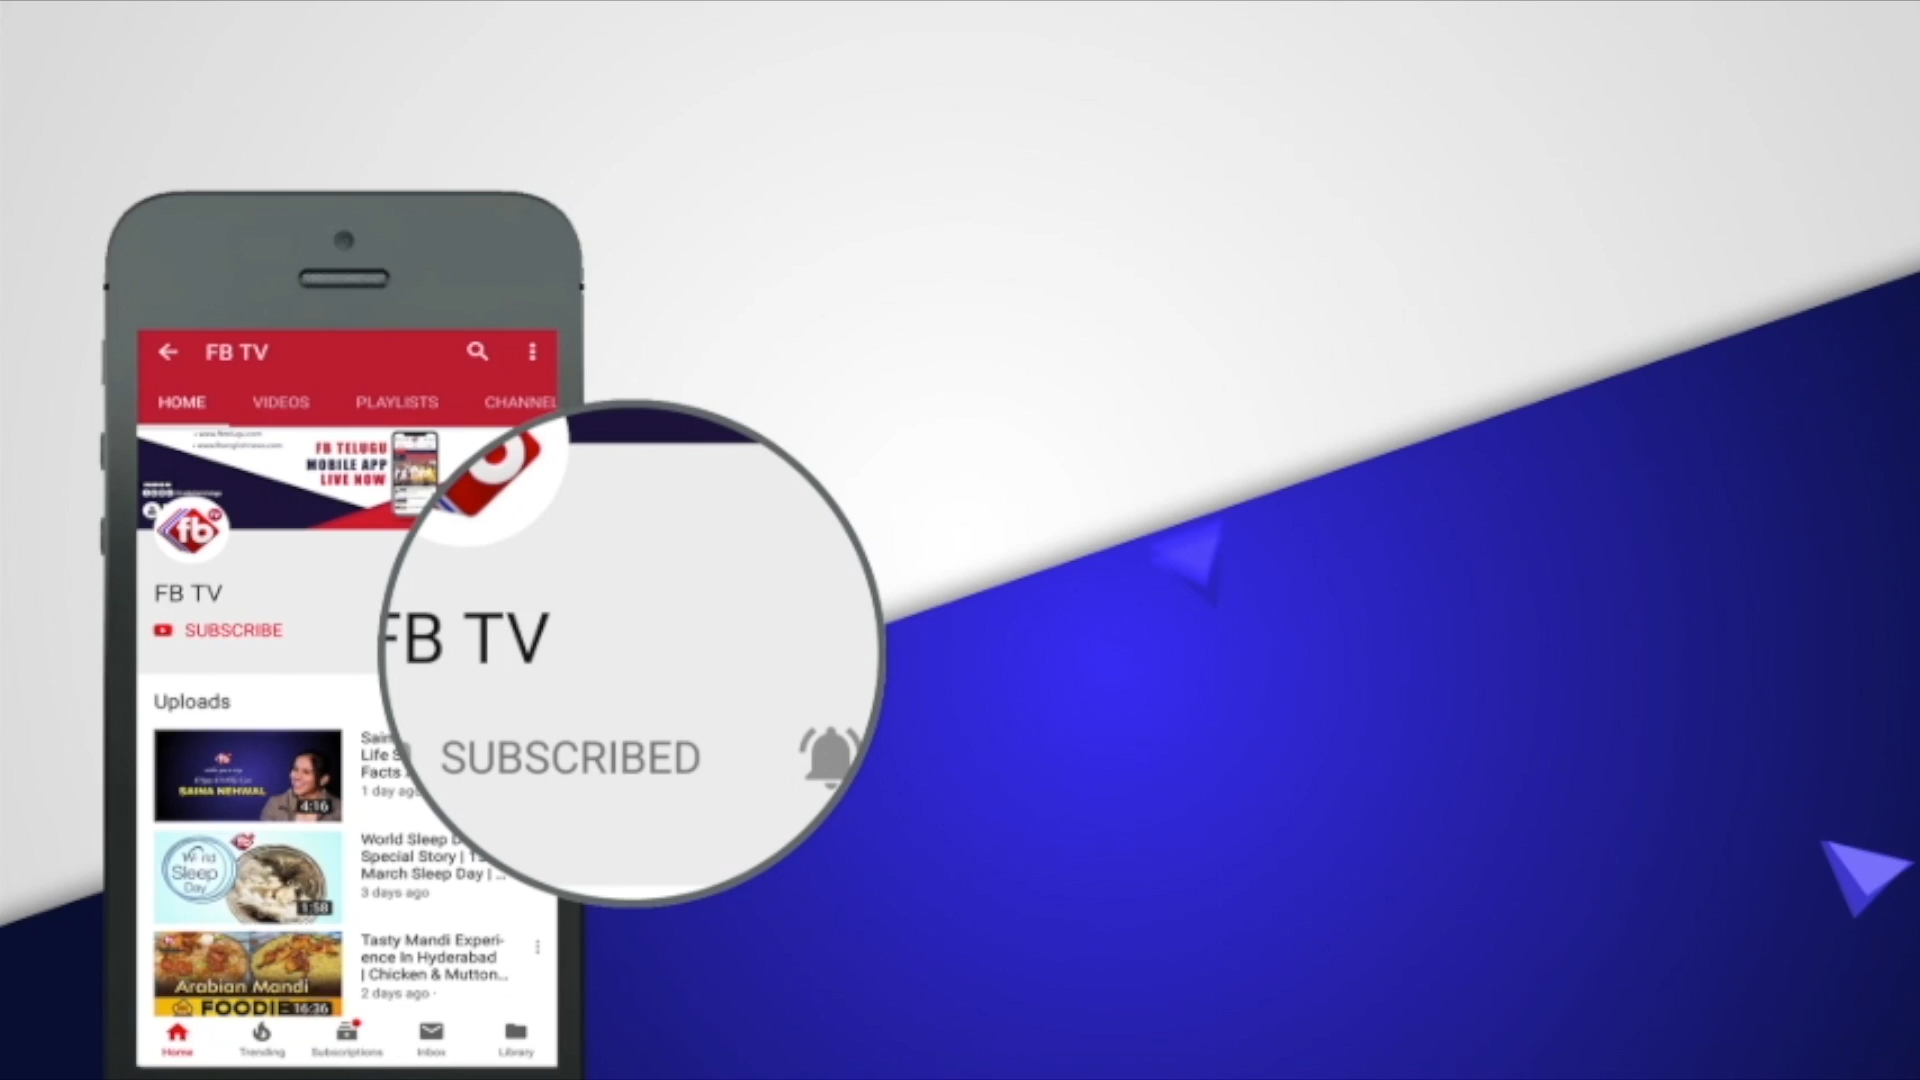 FB TV
HOME VIDEOS PLAYLISTS CHANNEL
FB TELUGU
MOBILE APP
LIVE NOW
fb
FB TV
SUBSCRIBE
FB TV
SUBSCRIBED
Uploads
SAINA NEHWAL
4:16
Life S
Facts
1 day ago
World
Sleep
Day
1:58
World Sleep D
Special Story |
March Sleep Day | ...
3 days ago
Arabian Mandi
FOODIE 16:36
Tasty Mandi Experi-
ence In Hyderabad
| Chicken & Mutton...
2 days ago ·
Home Trending Subscriptions Inbox Library